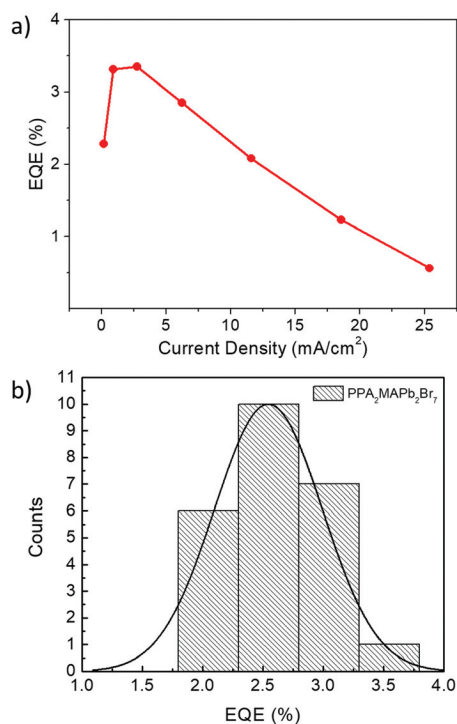 a)
4
3
2
1
EQE (%)
0 5 10 15 20 25
Current Density (mA/cm²)
b)
11
10
9
8
7
6
5
4
3
2
1
0
Counts
PPA₂MAPb₂Br₇
1.0 1.5 2.0 2.5 3.0 3.5 4.0
EQE (%)